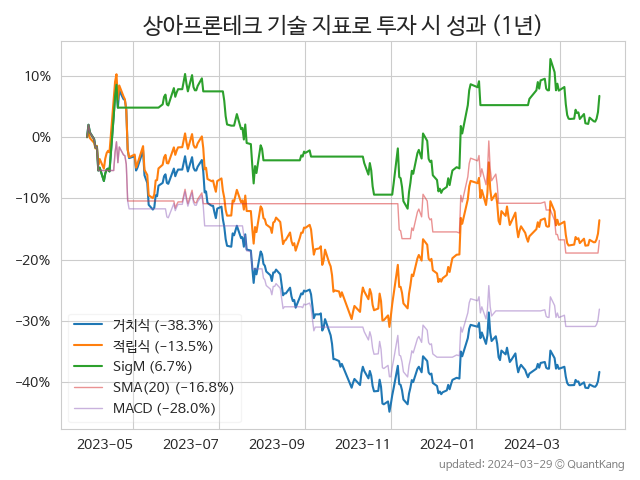 상아프론테크 기술 지표로 투자 시 성과 (1년)
10%
0%
−10%
−20%
−30%
−40%
거치식 (−38.3%)
적립식 (−13.5%)
SigM (6.7%)
SMA(20) (−16.8%)
MACD (−28.0%)
2023-05 2023-07 2023-09 2023-11 2024-01 2024-03
updated: 2024-03-29 © QuantKang